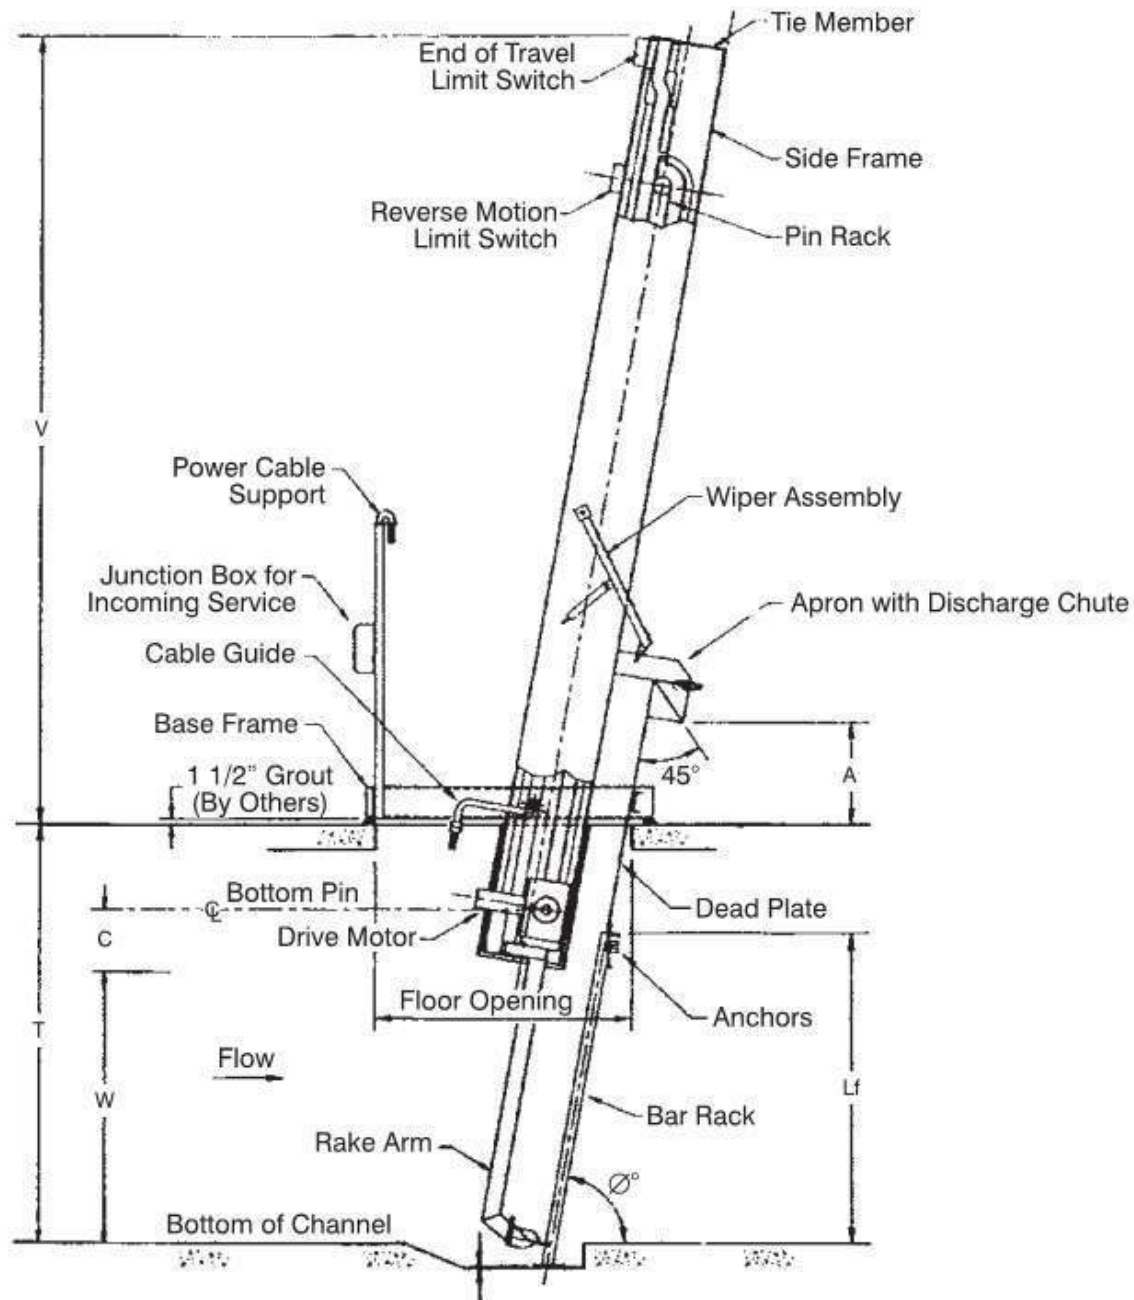 Tie Member
End of Travel
Limit Switch
Side Frame
Reverse Motion
Limit Switch
Pin Rack
V
Power Cable
Support
Wiper Assembly
Junction Box for
Incoming Service
Apron with Discharge Chute
Cable Guide
Base Frame
1 1/2" Grout
(By Others)
45°
A
Bottom Pin
℄
Dead Plate
Drive Motor
C
Floor Opening
Anchors
T
Flow
W
Lf
Bar Rack
Rake Arm
Ø°
Bottom of Channel